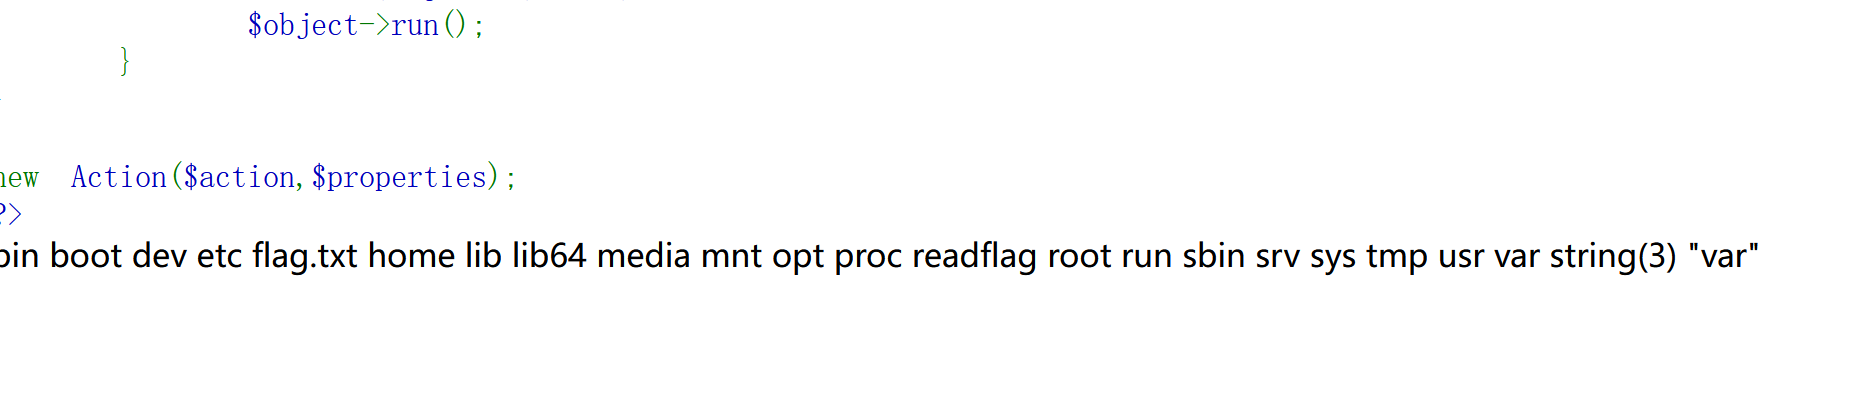 $object->run();
}
new Action($action,$properties);
?>
bin boot dev etc flag.txt home lib lib64 media mnt opt proc readflag root run sbin srv sys tmp usr var string(3) "var"